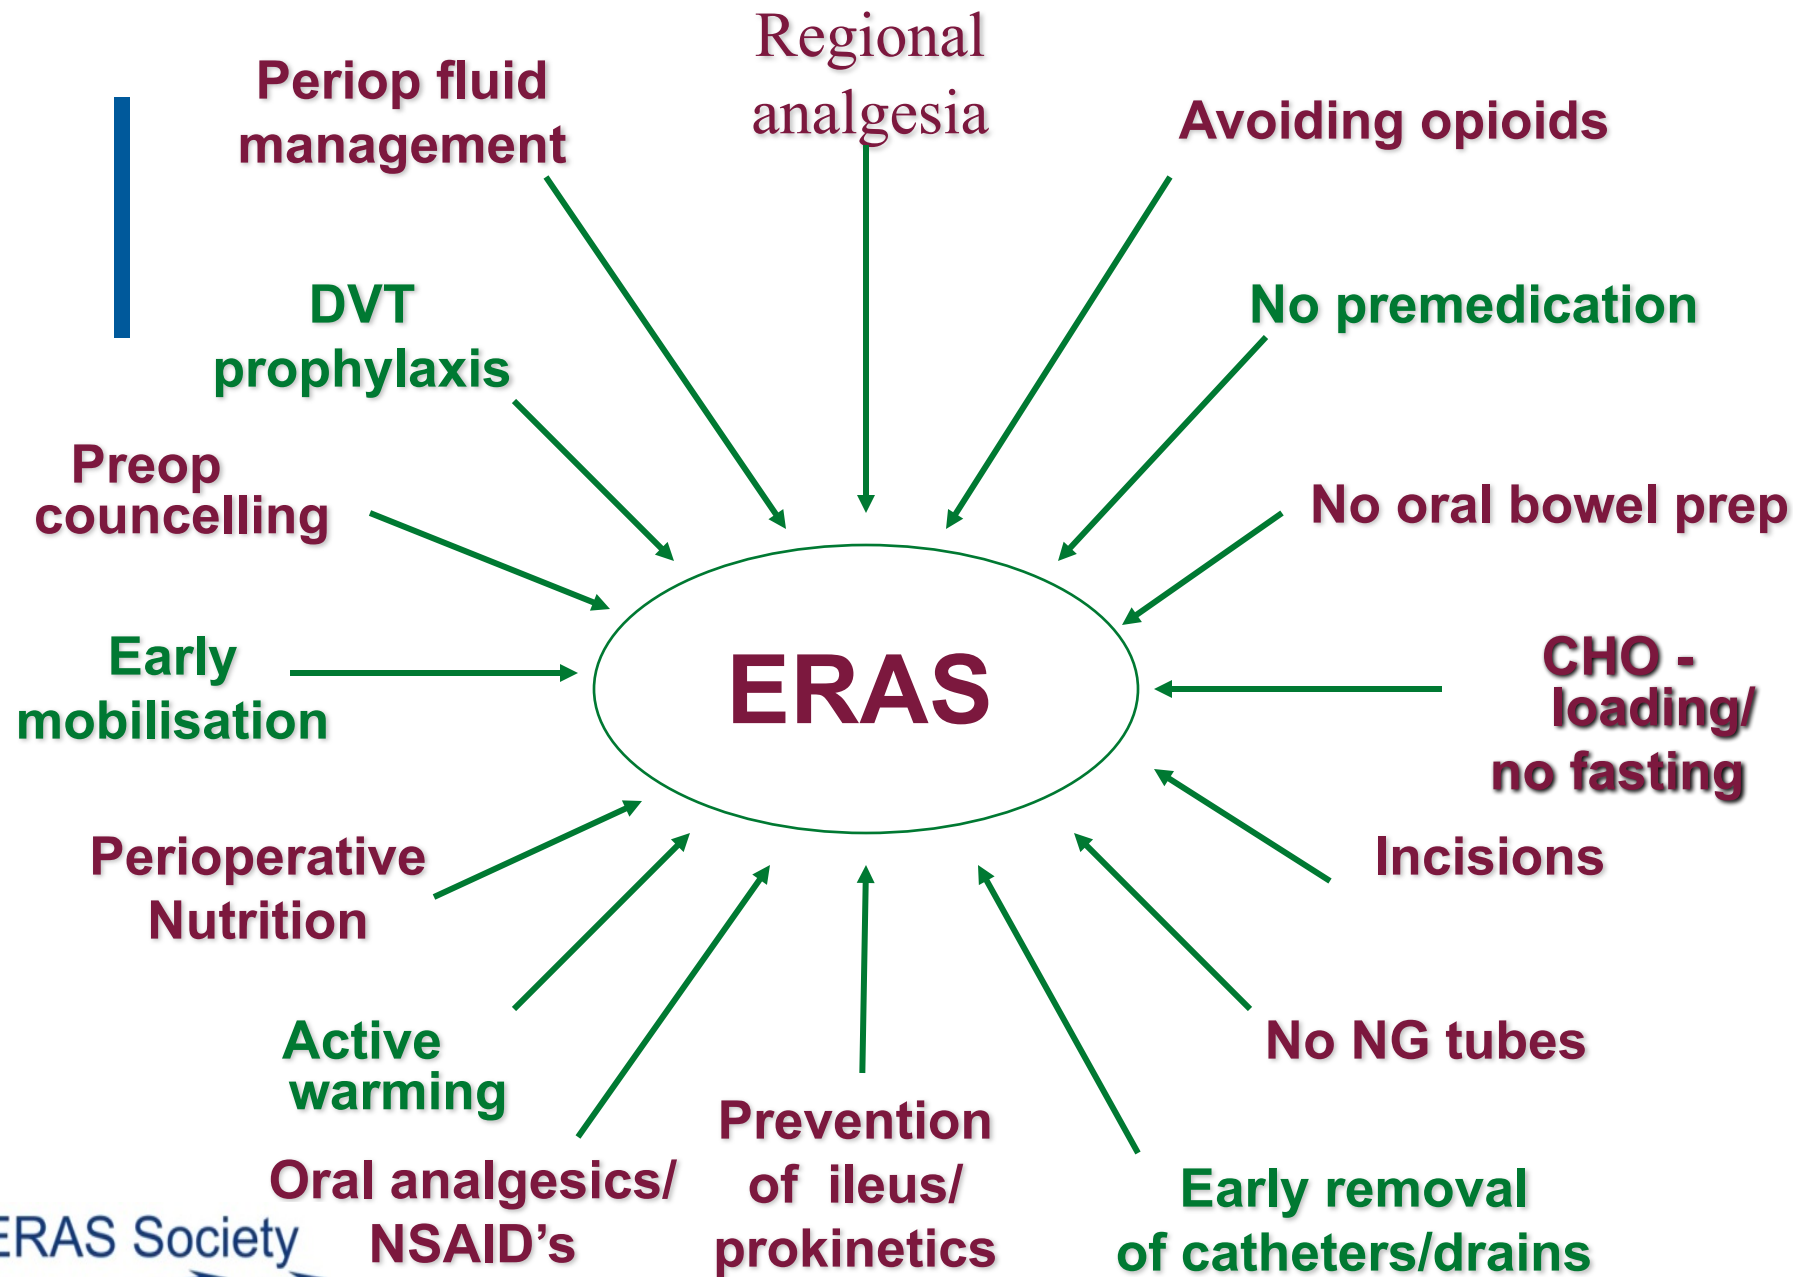 Regional
analgesia
Periop fluid
management
Avoiding opioids
DVT
prophylaxis
No premedication
Preop
councelling
No oral bowel prep
Early
mobilisation
ERAS
CHO -
loading/
no fasting
Perioperative
Nutrition
Incisions
Active
warming
No NG tubes
Oral analgesics/
NSAID’s
Prevention
of ileus/
prokinetics
Early removal
of catheters/drains
ERAS Society